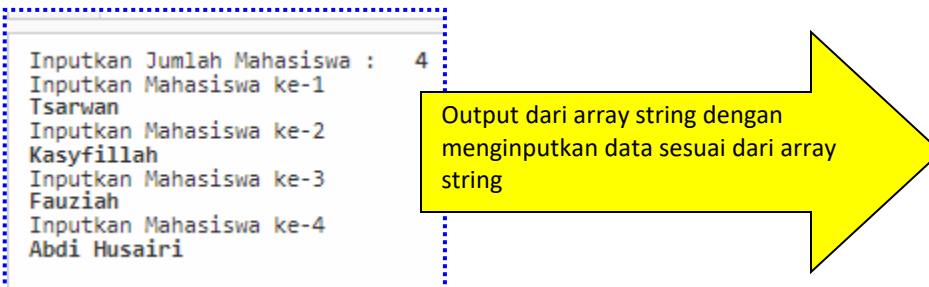 Inputkan Jumlah Mahasiswa : 4
Inputkan Mahasiswa ke-1
Tsarwan
Inputkan Mahasiswa ke-2
Kasyfillah
Inputkan Mahasiswa ke-3
Fauziah
Inputkan Mahasiswa ke-4
Abdi Husairi
Output dari array string dengan
menginputkan data sesuai dari array
string